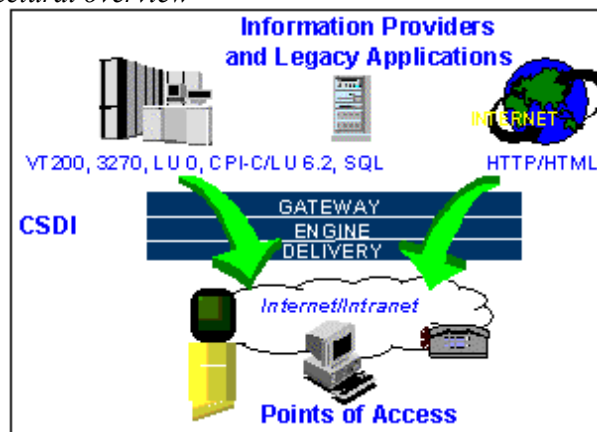 Information Providers
and Legacy Applications
INTERNET
VT200, 3270, LU 0, CPI-C/LU 6.2, SQL
HTTP/HTML
GATEWAY
CSDI
ENGINE
DELIVERY
Internet/Intranet
Points of Access